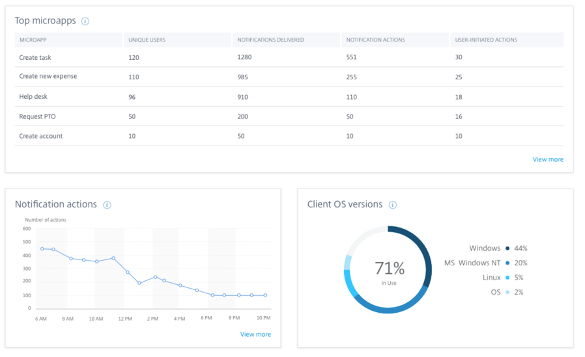 Top microapps
MICROAPP UNIQUE USERS NOTIFICATIONS DELIVERED NOTIFICATION ACTIONS USER-INITIATED ACTIONS
Create task 120 1280 551 30
Create new expense 110 985 255 25
Help desk 96 910 110 18
Request PTO 50 200 50 16
Create account 10 50 10 10
View more
Notification actions
Number of actions
600
500
400
300
200
100
0
6 AM 8 AM 10 AM 12 PM 2 PM 4 PM 6 PM 8 PM 10 PM
View more
Client OS versions
71%
In Use
Windows 44%
MS Windows NT 20%
Linux 5%
OS 2%